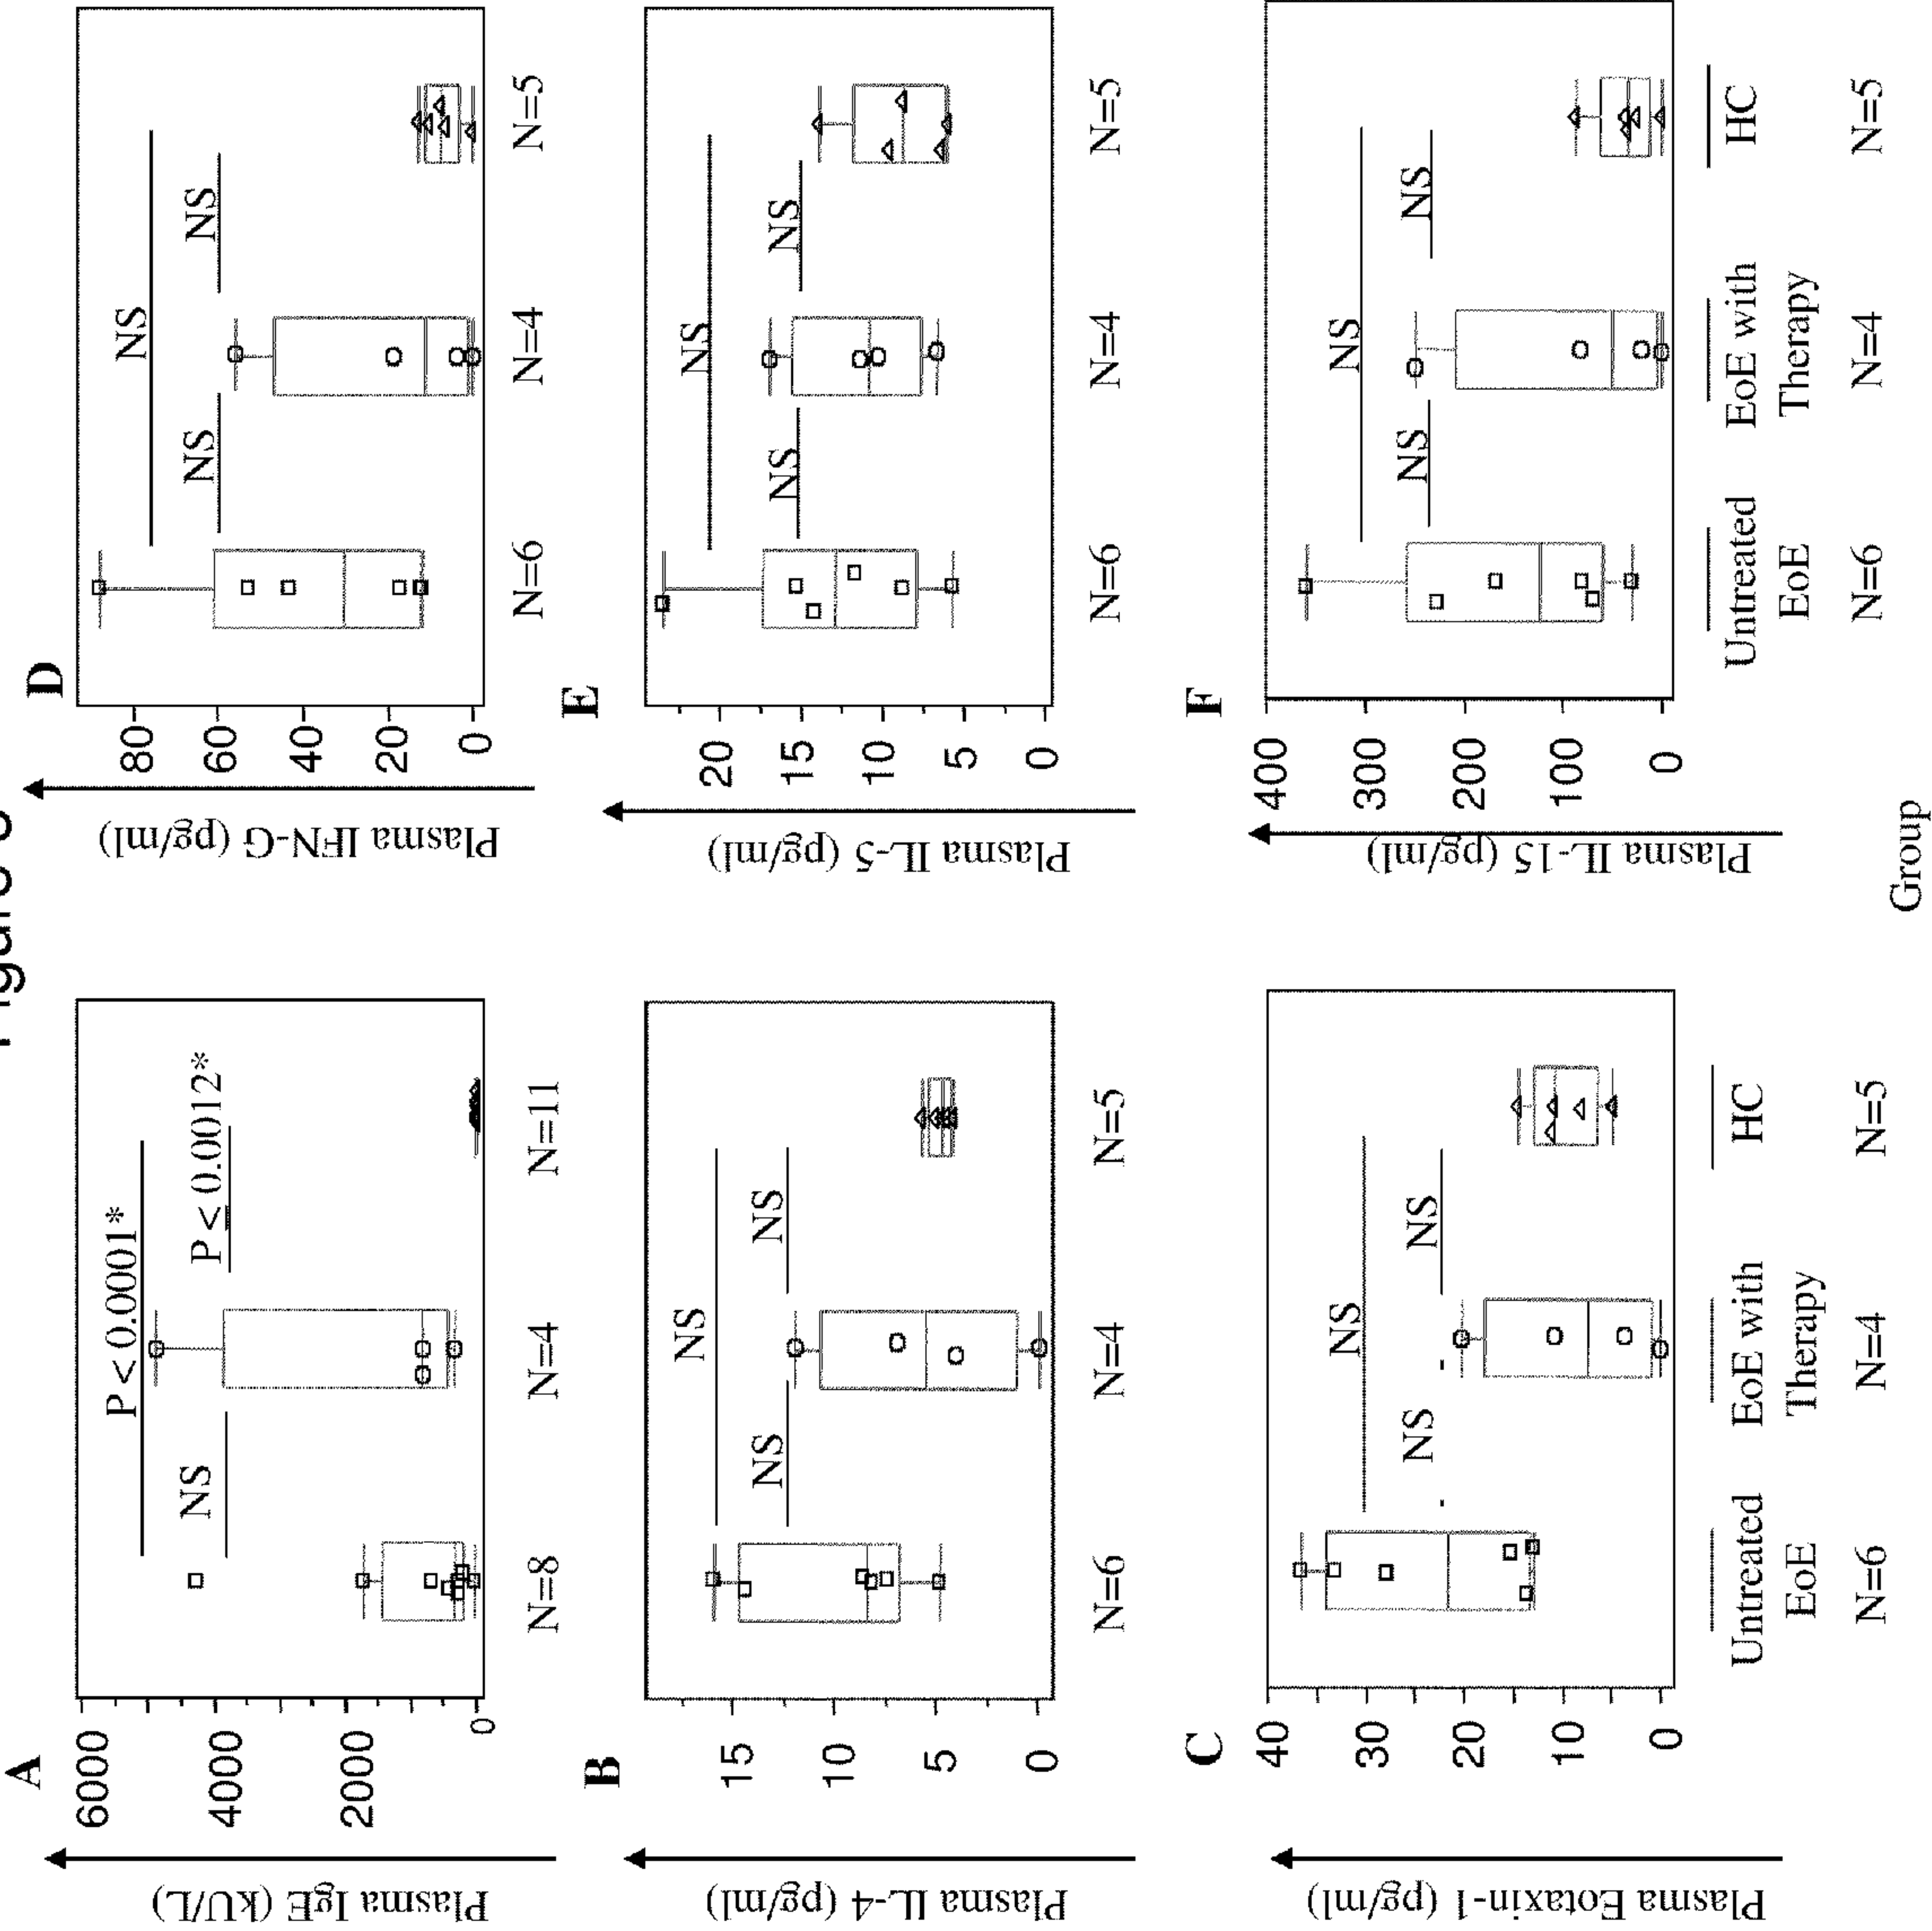 A
Plasma IgE (kU/L)
6000
4000
2000
0
P < 0.0001*
NS
P < 0.0012*
N=8
N=4
N=11
B
Plasma IL-4 (pg/ml)
15
10
5
0
NS
NS
NS
N=6
N=4
N=5
C
Plasma Eotaxin-1 (pg/ml)
40
30
20
10
0
NS
NS
NS
Untreated
EoE
EoE with
Therapy
HC
N=6
N=4
N=5
D
Plasma IFN-G (pg/ml)
80
60
40
20
0
NS
NS
NS
N=6
N=4
N=5
E
Plasma IL-5 (pg/ml)
20
15
10
5
0
NS
NS
NS
N=6
N=4
N=5
F
Plasma IL-15 (pg/ml)
400
300
200
100
0
NS
NS
NS
Untreated
EoE
EoE with
Therapy
HC
N=6
N=4
N=5
Group